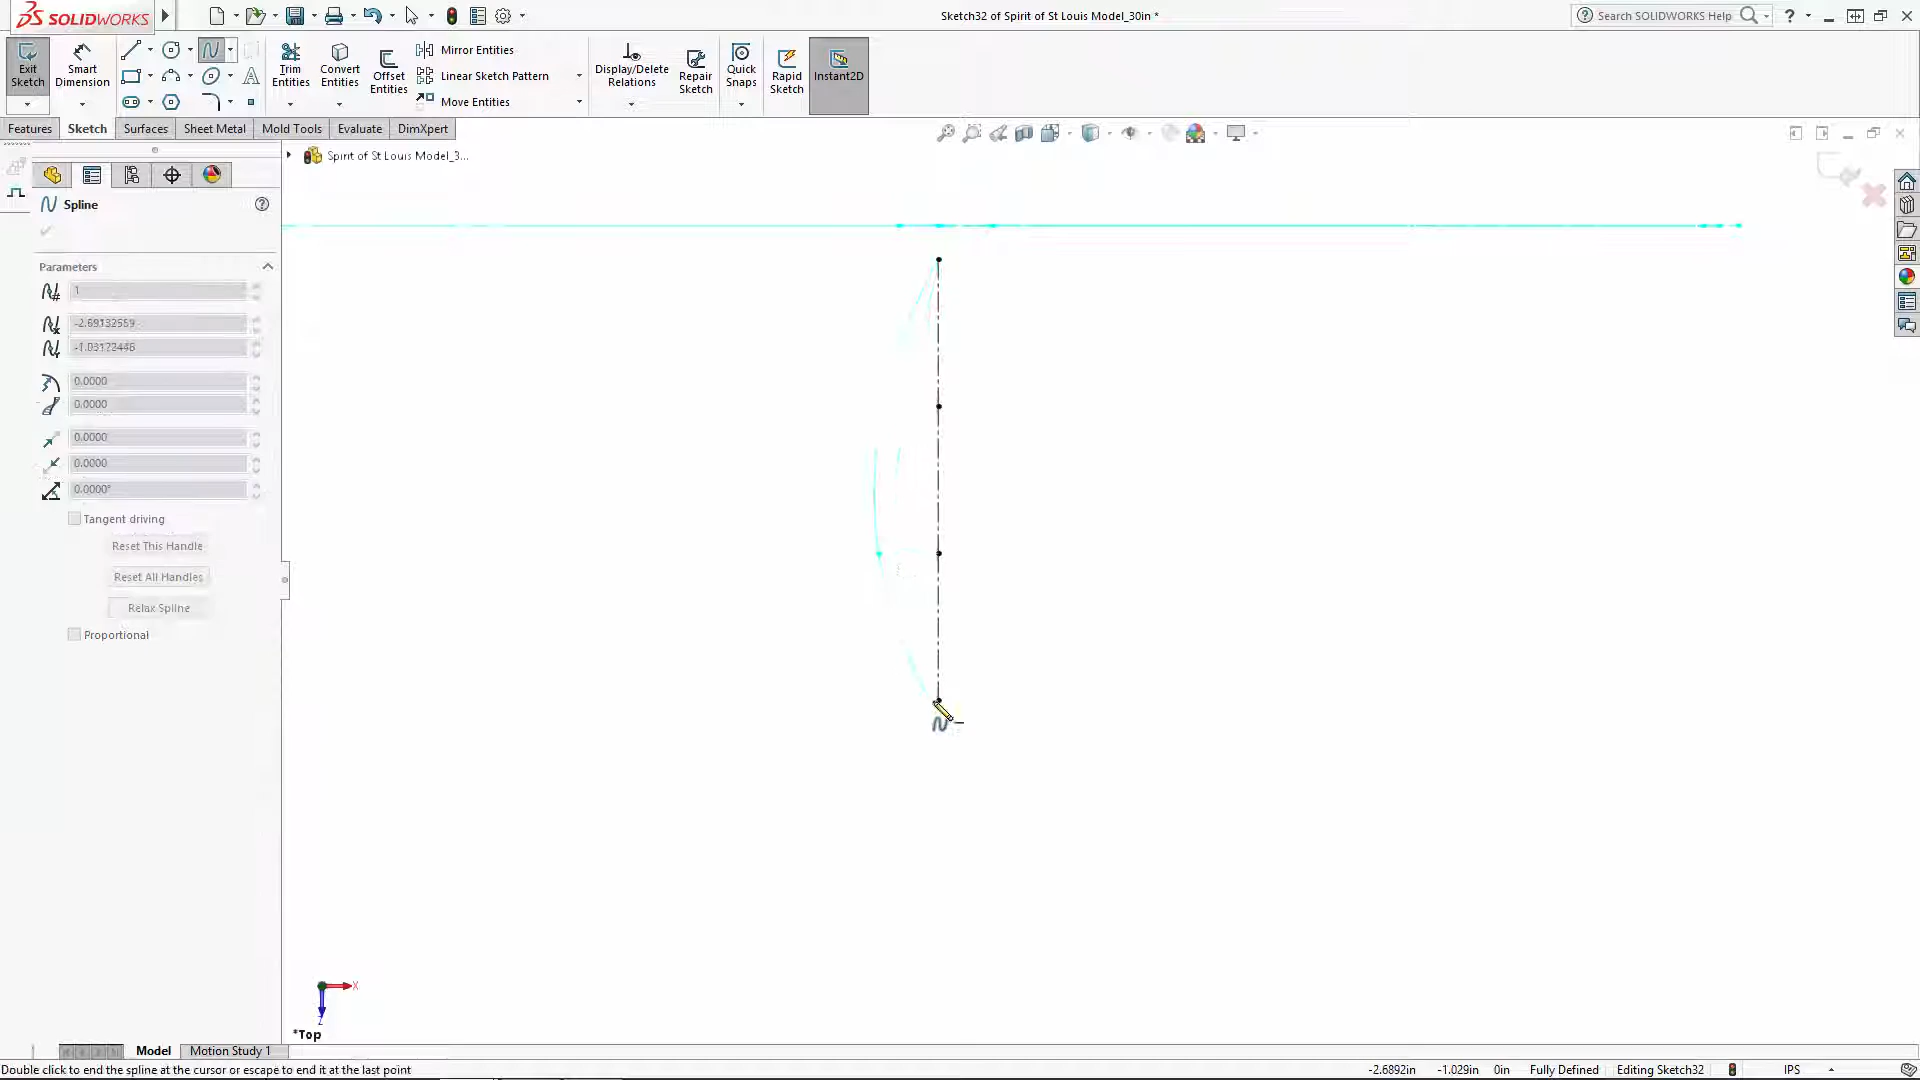 SOLIDWORKS
Sketch32 of Spirit of St Louis Model_30in *
Search SOLIDWORKS Help
Exit Sketch
Smart Dimension
Trim Entities
Convert Entities
Offset Entities
Mirror Entities
Linear Sketch Pattern
Move Entities
Display/Delete Relations
Repair Sketch
Quick Snaps
Rapid Sketch
Instant2D
Features
Sketch
Surfaces
Sheet Metal
Mold Tools
Evaluate
DimXpert
Spirit of St Louis Model_3...
Spline
Parameters
1
-2.69132559
-1.03122446
0.0000
0.0000
0.0000
0.0000
0.0000°
Tangent driving
Reset This Handle
Reset All Handles
Relax Spline
Proportional
X
Z
*Top
Model
Motion Study 1
Double click to end the spline at the cursor or escape to end it at the last point
-2.6892in
-1.029in
0in
Fully Defined
Editing Sketch32
IPS